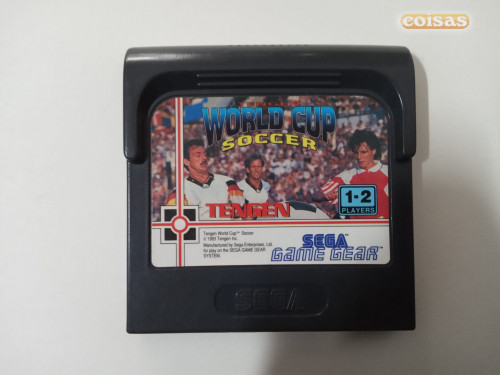 coisas
WORLD CUP
SOCCER
TENGEN
1-2
PLAYERS
Tengen World Cup™ Soccer
© 1993 Tengen Inc.
Manufactured by Sega Enterprises, Ltd.
for play on the SEGA GAME GEAR
SYSTEM.
SEGA
GAME GEAR
SEGA